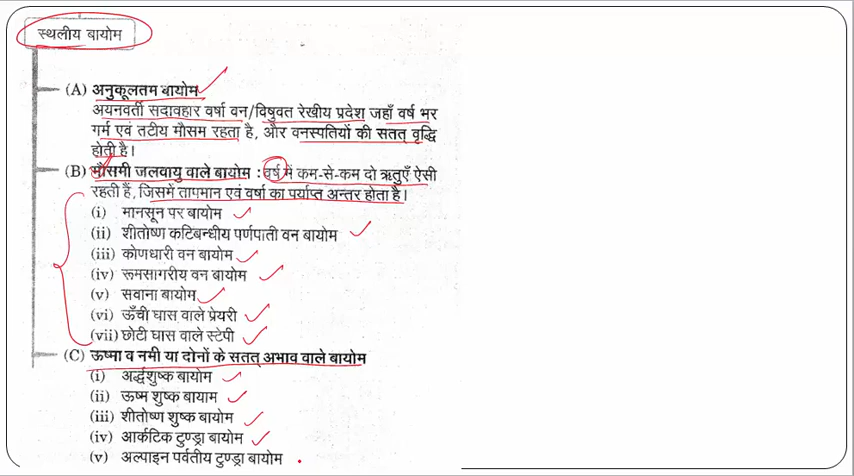 स्थलीय बायोम
(A) अनुकूलतम बायोम
अयनवर्ती सदावहार वर्षा वन/विषुवत रेखीय प्रदेश जहाँ वर्ष भर
गर्म एवं तटीय मौसम रहता है, और वनस्पतियों की सतत् वृद्धि
होती है।
(B) मौसमी जलवायु वाले बायोम : वर्ष में कम-से-कम दो ऋतुएँ ऐसी
रहती हैं, जिसमें तापमान एवं वर्षा का पर्याप्त अन्तर होता है।
(i) मानसून पर बायोम
(ii) शीतोष्ण कटिबन्धीय पर्णपाती वन बायोम
(iii) कोणधारी वन बायोम
(iv) रूमसागरीय वन बायोम
(v) सवाना बायोम
(vi) ऊँची घास वाले प्रेयरी
(vii) छोटी घास वाले स्टेपी
(C) ऊष्मा व नमी या दोनों के सतत् अभाव वाले बायोम
(i) अर्द्धशुष्क बायोम
(ii) ऊष्म शुष्क बायाम
(iii) शीतोष्ण शुष्क बायोम
(iv) आर्कटिक टुण्ड्रा बायोम
(v) अल्पाइन पर्वतीय टुण्ड्रा बायोम